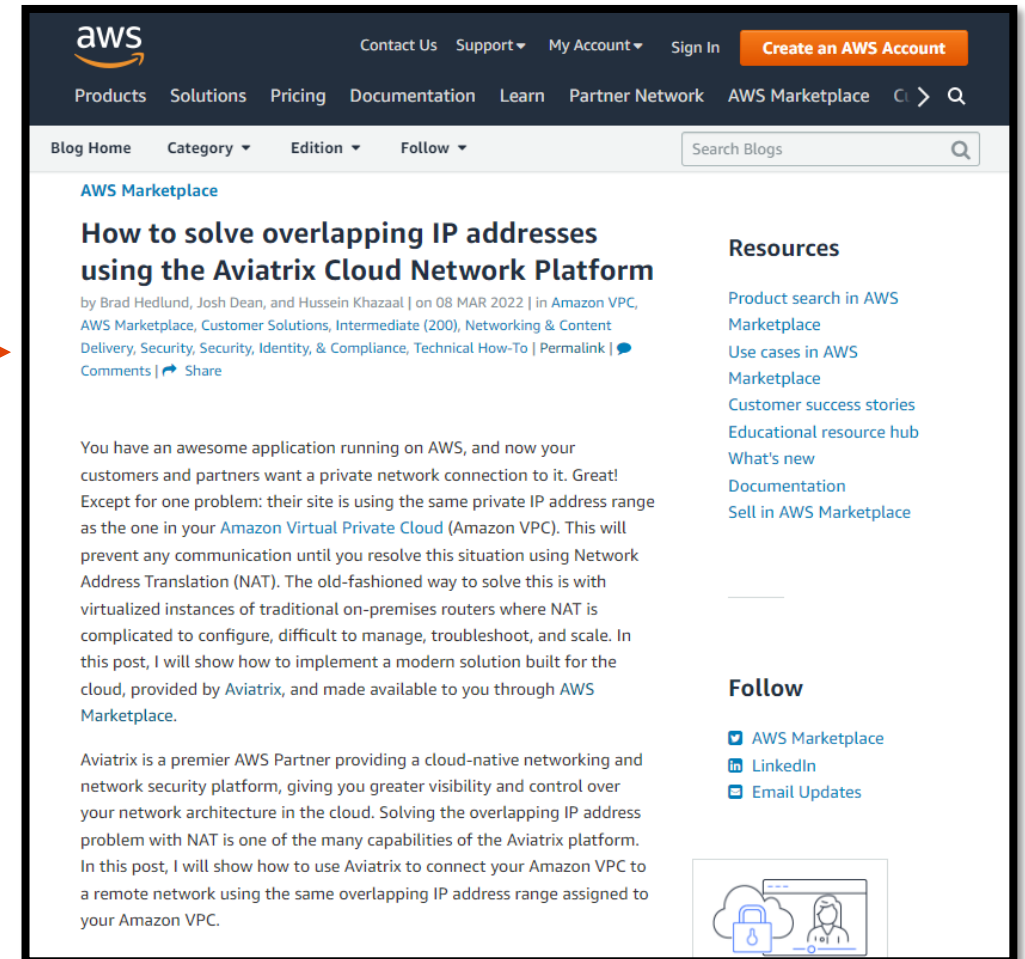 aws
Contact Us Support My Account Sign In Create an AWS Account
Products Solutions Pricing Documentation Learn Partner Network AWS Marketplace
Blog Home Category Edition Follow Search Blogs
AWS Marketplace
How to solve overlapping IP addresses
using the Aviatrix Cloud Network Platform
by Brad Hedlund, Josh Dean, and Hussein Khazaal | on 08 MAR 2022 | in Amazon VPC,
AWS Marketplace, Customer Solutions, Intermediate (200), Networking & Content
Delivery, Security, Security, Identity, & Compliance, Technical How-To | Permalink |
Comments | Share
You have an awesome application running on AWS, and now your
customers and partners want a private network connection to it. Great!
Except for one problem: their site is using the same private IP address range
as the one in your Amazon Virtual Private Cloud (Amazon VPC). This will
prevent any communication until you resolve this situation using Network
Address Translation (NAT). The old-fashioned way to solve this is with
virtualized instances of traditional on-premises routers where NAT is
complicated to configure, difficult to manage, troubleshoot, and scale. In
this post, I will show how to implement a modern solution built for the
cloud, provided by Aviatrix, and made available to you through AWS
Marketplace.
Aviatrix is a premier AWS Partner providing a cloud-native networking and
network security platform, giving you greater visibility and control over
your network architecture in the cloud. Solving the overlapping IP address
problem with NAT is one of the many capabilities of the Aviatrix platform.
In this post, I will show how to use Aviatrix to connect your Amazon VPC to
a remote network using the same overlapping IP address range assigned to
your Amazon VPC.
Resources
Product search in AWS
Marketplace
Use cases in AWS
Marketplace
Customer success stories
Educational resource hub
What's new
Documentation
Sell in AWS Marketplace
Follow
AWS Marketplace
LinkedIn
Email Updates